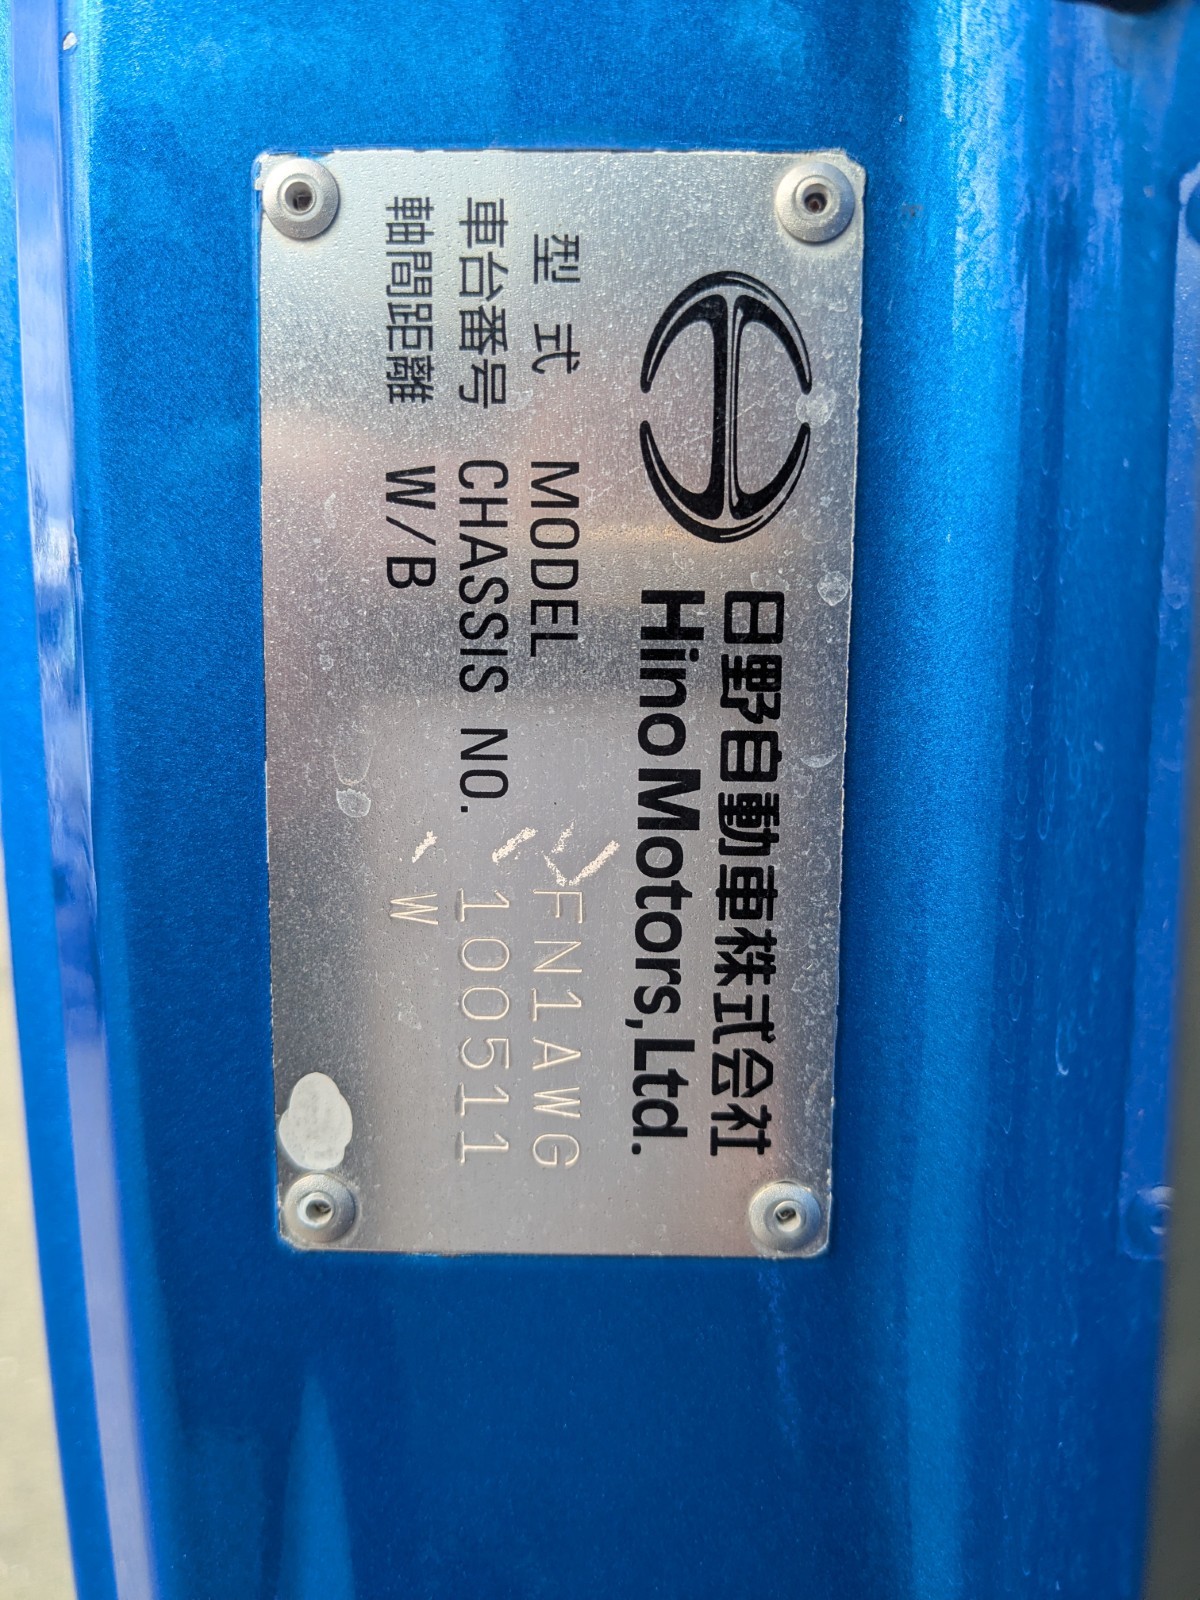 日野自動車株式会社
Hino Motors, Ltd.
型式 MODEL FN1AWG
車台番号 CHASSIS NO. 100511
軸間距離 W/B W